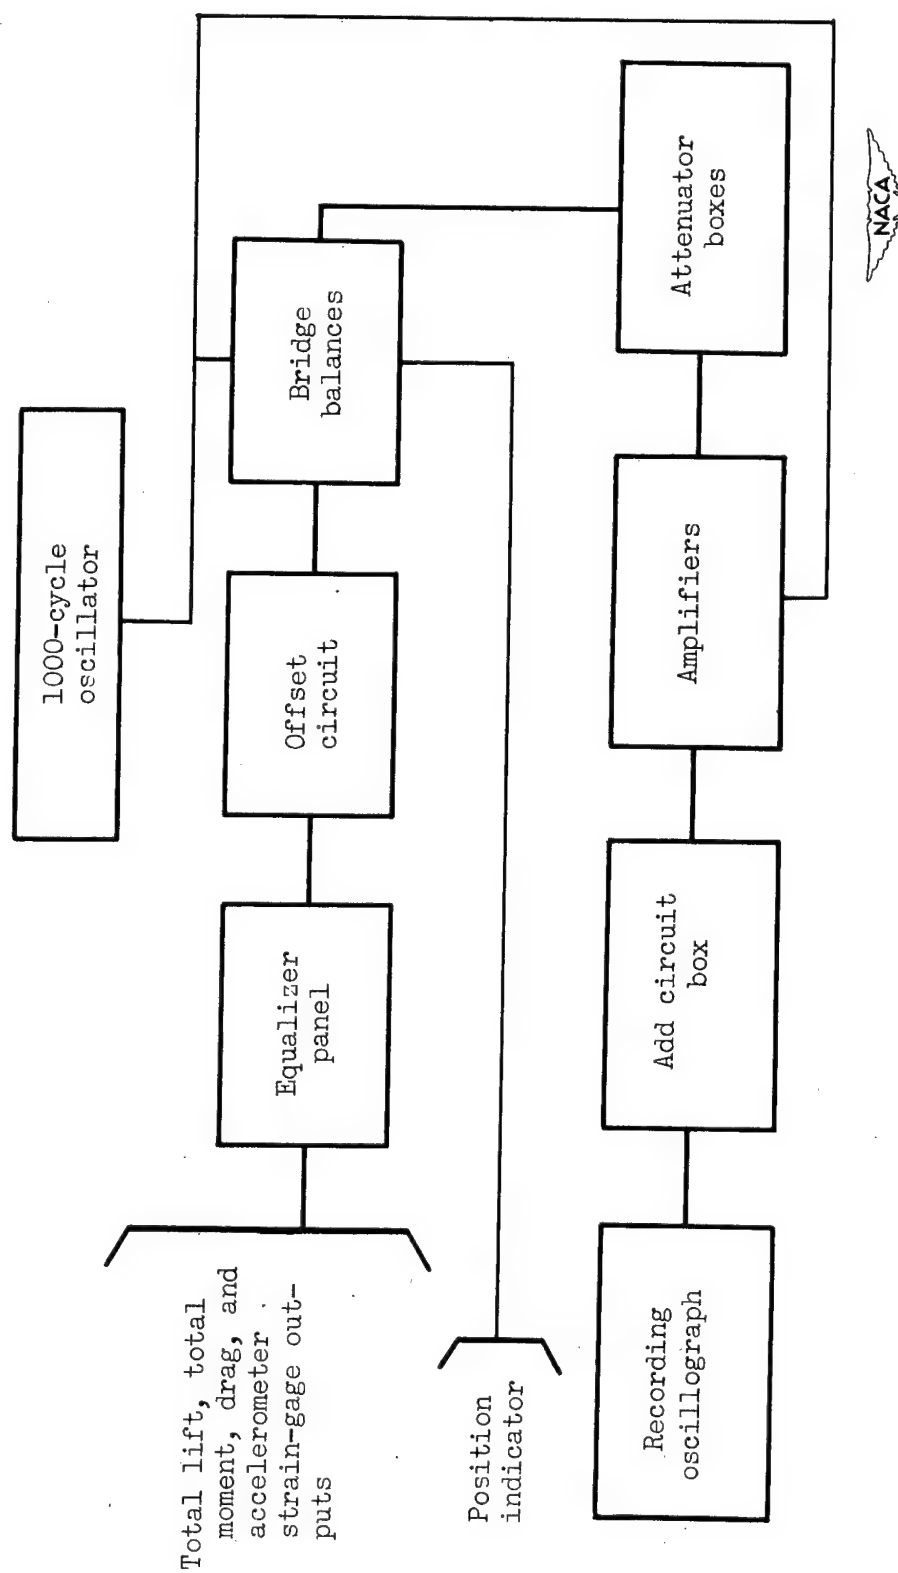 1000-cycle
oscillator
Total lift, total
moment, drag, and
accelerometer
strain-gage out-
puts
Equalizer
panel
Offset
circuit
Bridge
balances
Position
indicator
Recording
oscillograph
Add circuit
box
Amplifiers
Attenuator
boxes
NACA